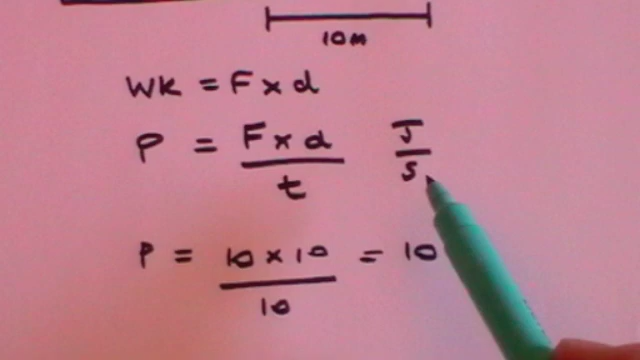 10M
WK = F x d
P = F x d / t J / s
P = 10 x 10 / 10 = 10